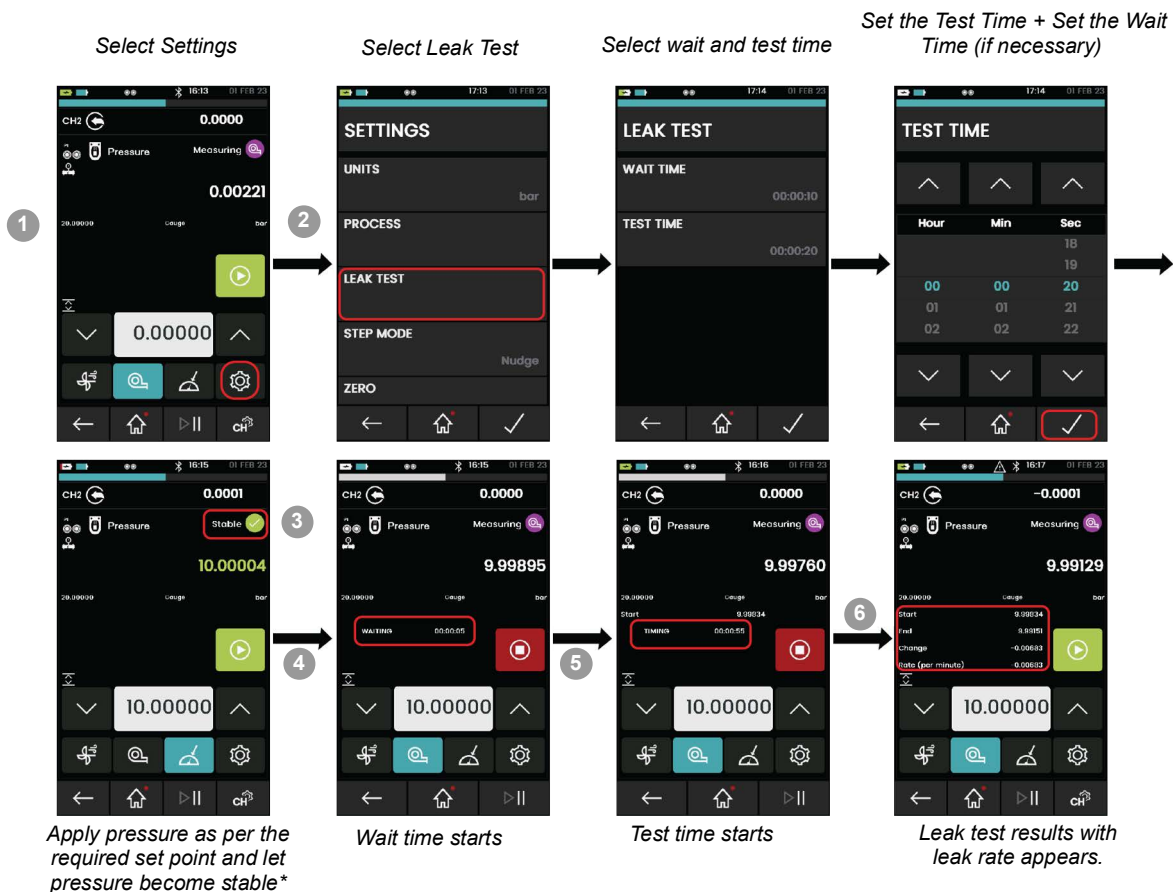 Select Settings
Select Leak Test
Select wait and test time
Set the Test Time + Set the Wait
Time (if necessary)
1
16:13 01 FEB 23
CH2 0.0000
Pressure Measuring
0.00221
20.00000 Gauge bar
0.00000
CH
2
17:13 01 FEB 23
SETTINGS
UNITS
bar
PROCESS
LEAK TEST
STEP MODE
Nudge
ZERO
17:14 01 FEB 23
LEAK TEST
WAIT TIME
00:00:10
TEST TIME
00:00:20
17:14 01 FEB 23
TEST TIME
Hour Min Sec
18
19
00 00 20
01 01 21
02 02 22
16:15 01 FEB 23
CH2 0.0001
Pressure Stable
3
10.00004
20.00000 Gauge bar
10.00000
CH
4
16:15 01 FEB 23
CH2 0.0000
Pressure Measuring
9.99895
20.00000 Gauge bar
WAITING 00:00:05
10.00000
5
16:16 01 FEB 23
CH2 0.0000
Pressure Measuring
9.99760
20.00000 Gauge bar
Start 9.99834
TIMING 00:00:55
10.00000
6
16:17 01 FEB 23
CH2 -0.0001
Pressure Measuring
9.99129
20.00000 Gauge bar
Start 9.99834
End 9.99151
Change -0.00683
Rate (per minute) -0.00683
10.00000
CH
Apply pressure as per the
required set point and let
pressure become stable*
Wait time starts
Test time starts
Leak test results with
leak rate appears.